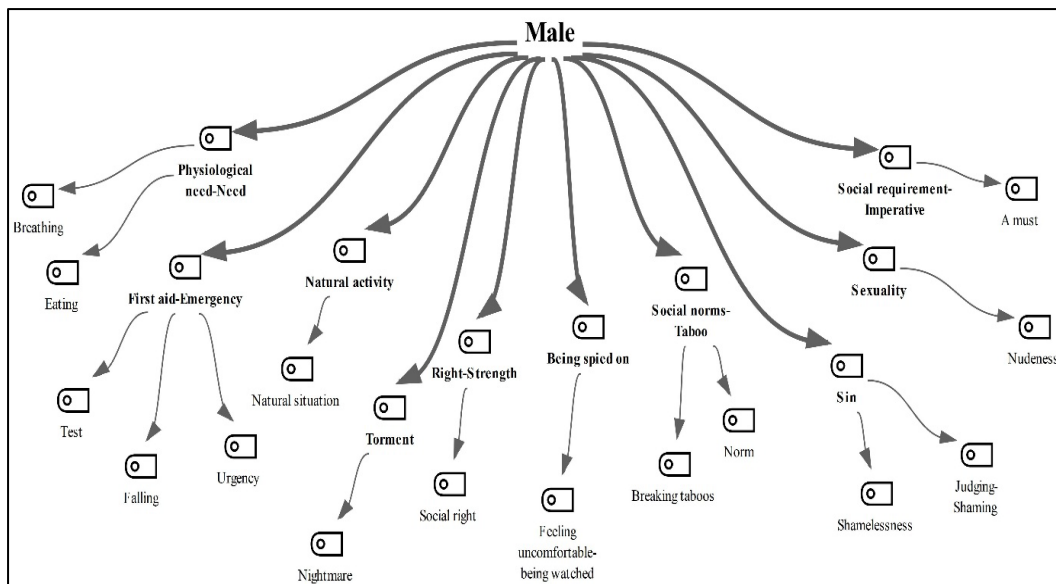 Male
Physiological
need-Need
Breathing
Eating
First aid-Emergency
Test
Falling
Urgency
Natural activity
Natural situation
Torment
Nightmare
Right-Strength
Social right
Being spiced on
Feeling
uncomfortable-
being watched
Social norms-
Taboo
Breaking taboos
Norm
Sin
Shamelessness
Judging-
Shaming
Sexuality
Nudeness
Social requirement-
Imperative
A must